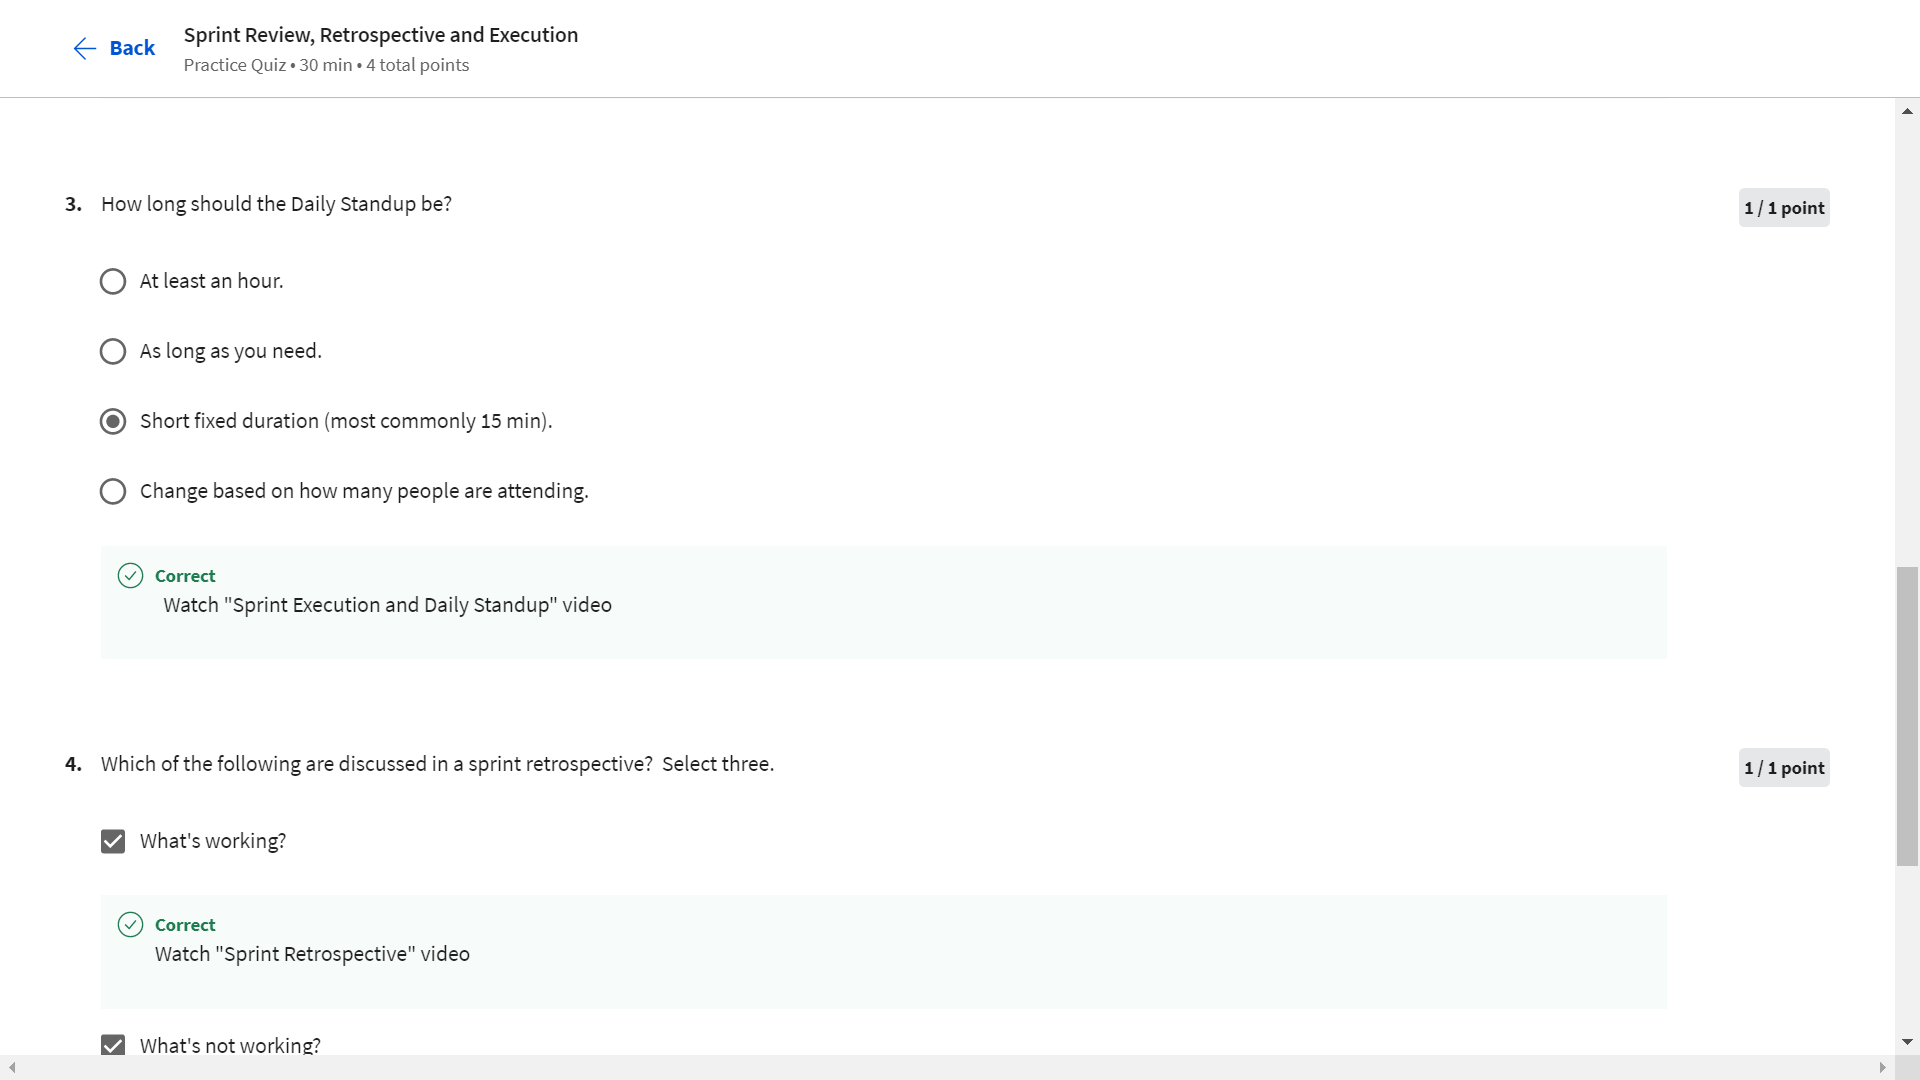 Back
Sprint Review, Retrospective and Execution
Practice Quiz • 30 min • 4 total points
3. How long should the Daily Standup be?
1 / 1 point
At least an hour.
As long as you need.
Short fixed duration (most commonly 15 min).
Change based on how many people are attending.
Correct
Watch "Sprint Execution and Daily Standup" video
4. Which of the following are discussed in a sprint retrospective?  Select three.
1 / 1 point
What's working?
Correct
Watch "Sprint Retrospective" video
What's not working?